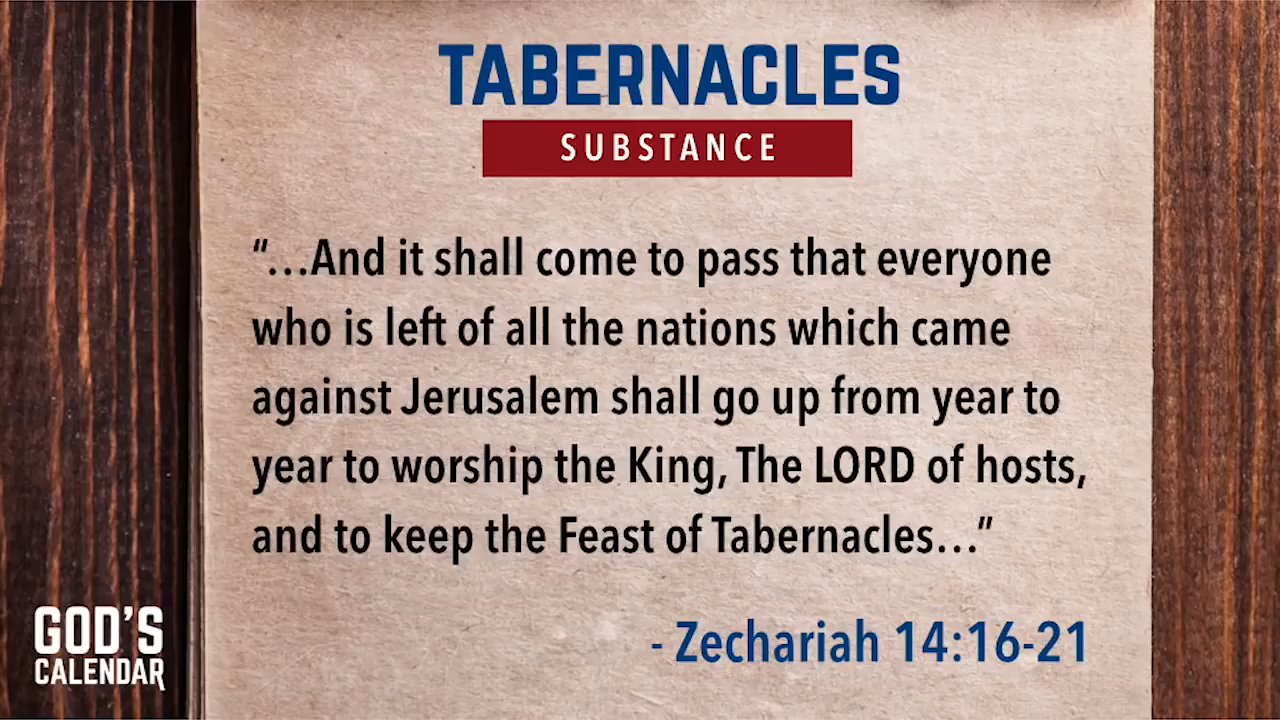 TABERNACLES
SUBSTANCE
“…And it shall come to pass that everyone
who is left of all the nations which came
against Jerusalem shall go up from year to
year to worship the King, The LORD of hosts,
and to keep the Feast of Tabernacles…”
- Zechariah 14:16-21
GOD’S
CALENDAR